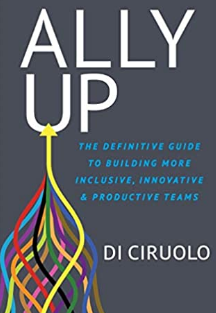 ALLY
UP
THE DEFINITIVE GUIDE
TO BUILDING MORE
INCLUSIVE, INNOVATIVE
& PRODUCTIVE TEAMS
DI CIRUOLO